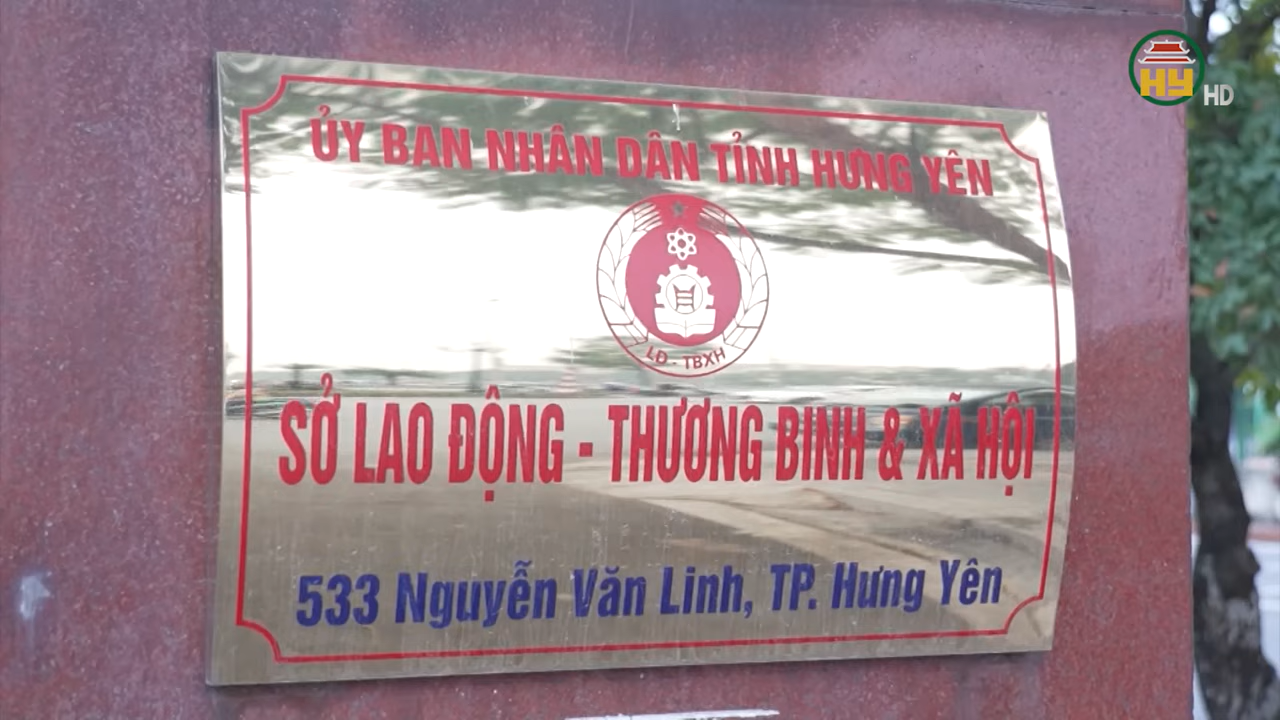 HY HD
ỦY BAN NHÂN DÂN TỈNH HƯNG YÊN
LĐ - TBXH
SỞ LAO ĐỘNG - THƯƠNG BINH & XÃ HỘI
533 Nguyễn Văn Linh, TP. Hưng Yên